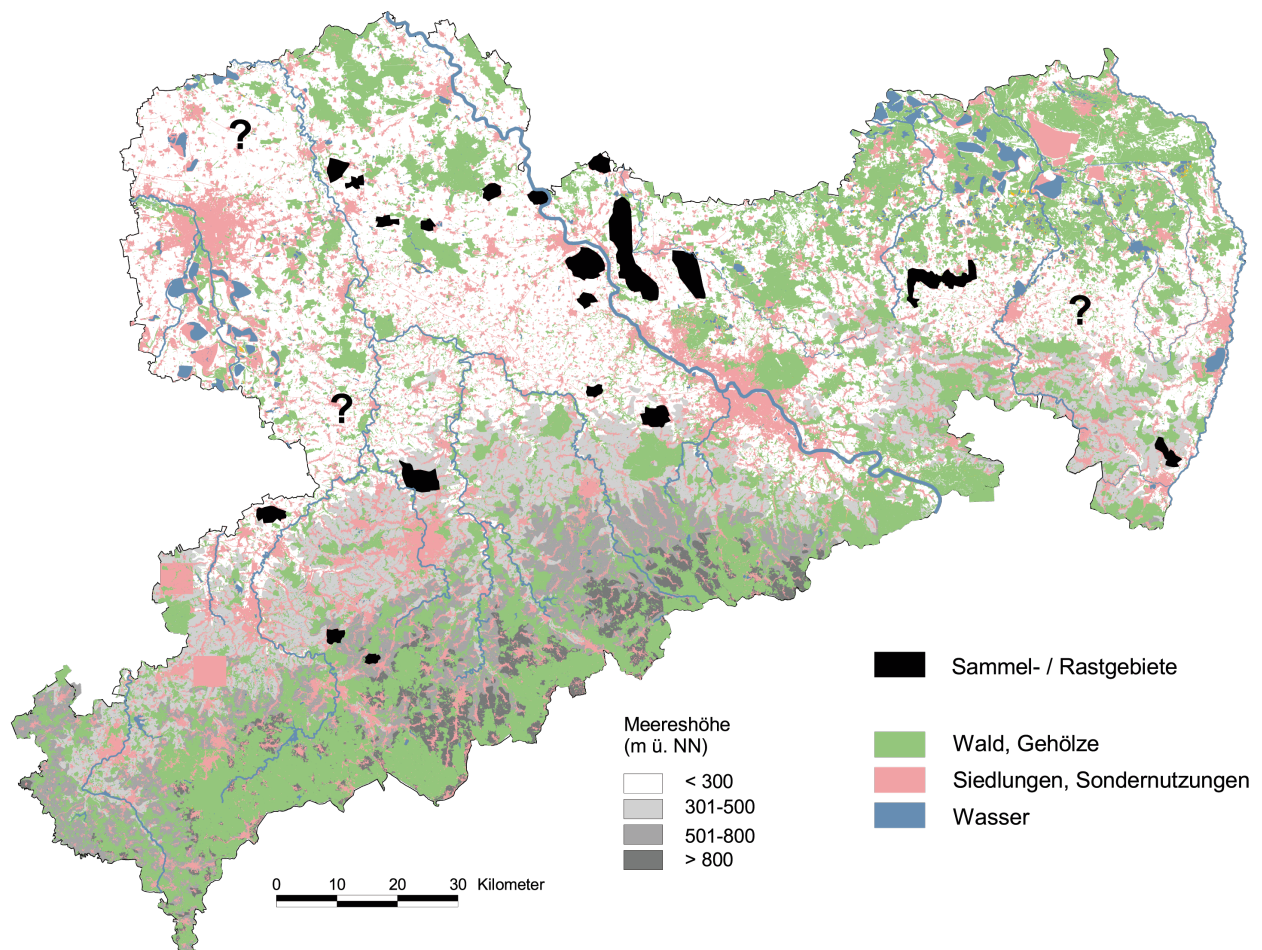 ?
?
?
Sammel- / Rastgebiete
Meereshöhe
(m ü. NN)
< 300
301-500
501-800
> 800
Wald, Gehölze
Siedlungen, Sondernutzungen
Wasser
0 10 20 30 Kilometer